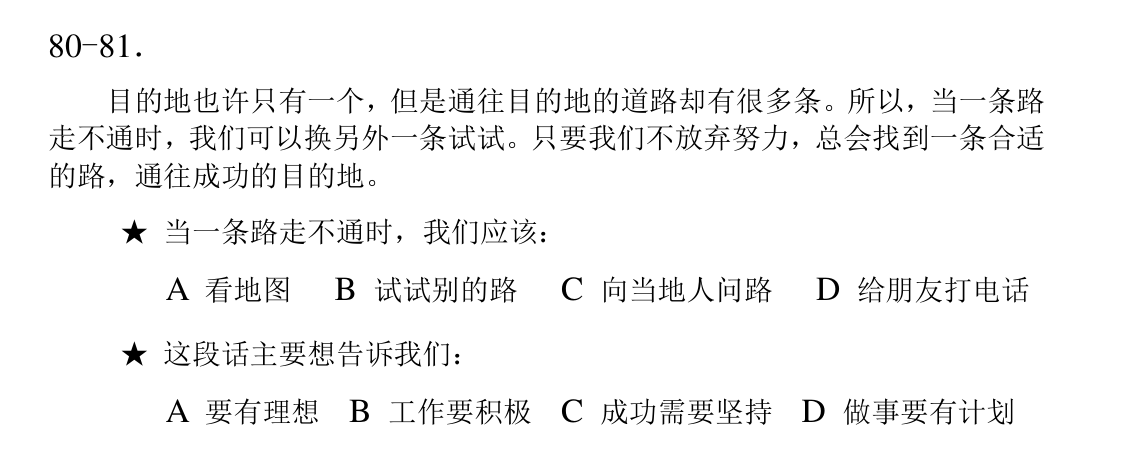 80-81.
目的地也许只有一个，但是通往目的地的道路却有很多条。所以，当一条路
走不通时，我们可以换另外一条试试。只要我们不放弃努力，总会找到一条合适
的路，通往成功的目的地。
★ 当一条路走不通时，我们应该：
A 看地图 B 试试别的路 C 向当地人问路 D 给朋友打电话
★ 这段话主要想告诉我们：
A 要有理想 B 工作要积极 C 成功需要坚持 D 做事要有计划